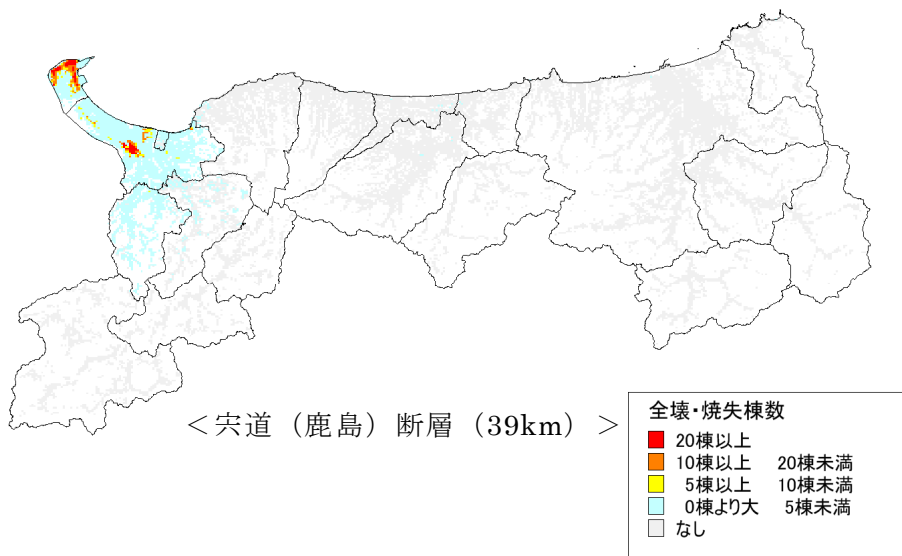 ＜宍道（鹿島）断層（39km）＞
全壊・焼失棟数
20棟以上
10棟以上　20棟未満
5棟以上　10棟未満
0棟より大　5棟未満
なし